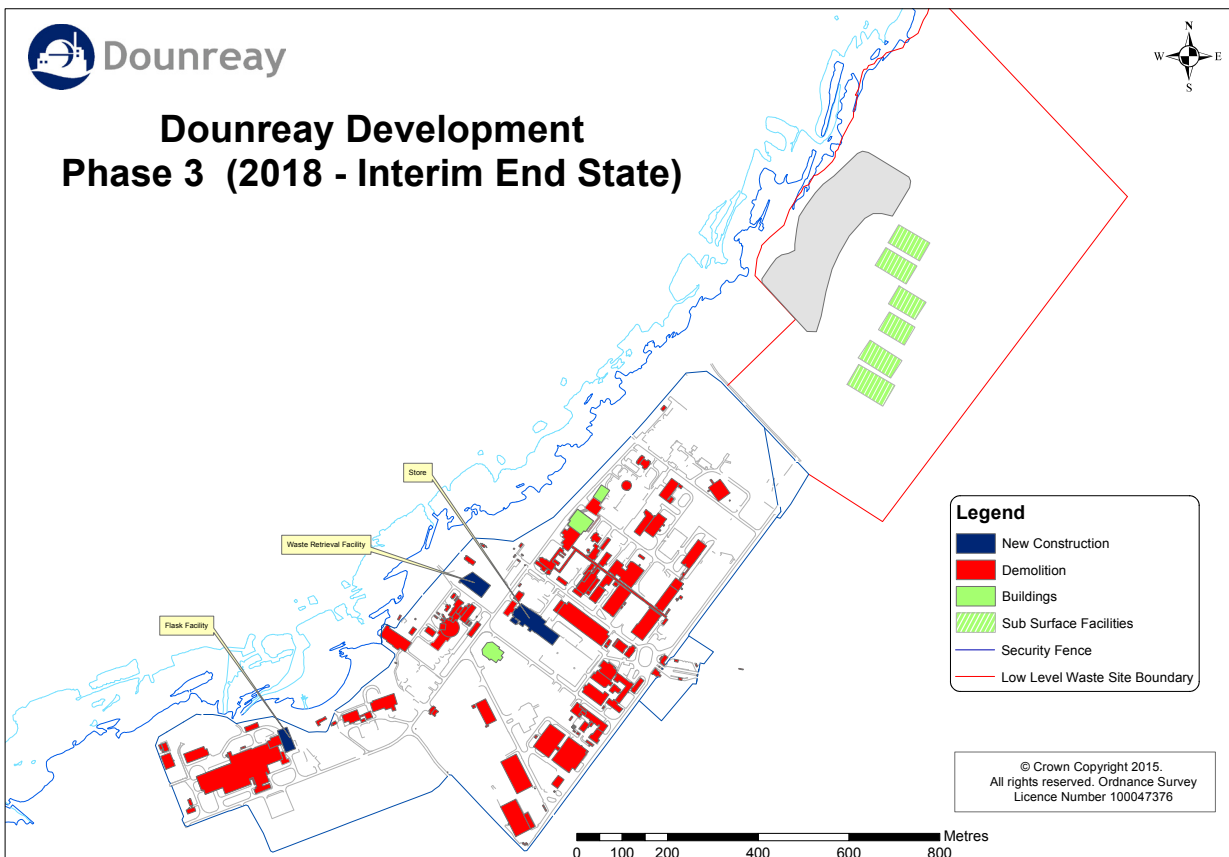 Dounreay
Dounreay Development
Phase 3 (2018 - Interim End State)
N
W
E
S
Store
Waste Retrieval Facility
Flask Facility
Legend
New Construction
Demolition
Buildings
Sub Surface Facilities
Security Fence
Low Level Waste Site Boundary
© Crown Copyright 2015.
All rights reserved. Ordnance Survey
Licence Number 100047376
Metres
0 100 200 400 600 800